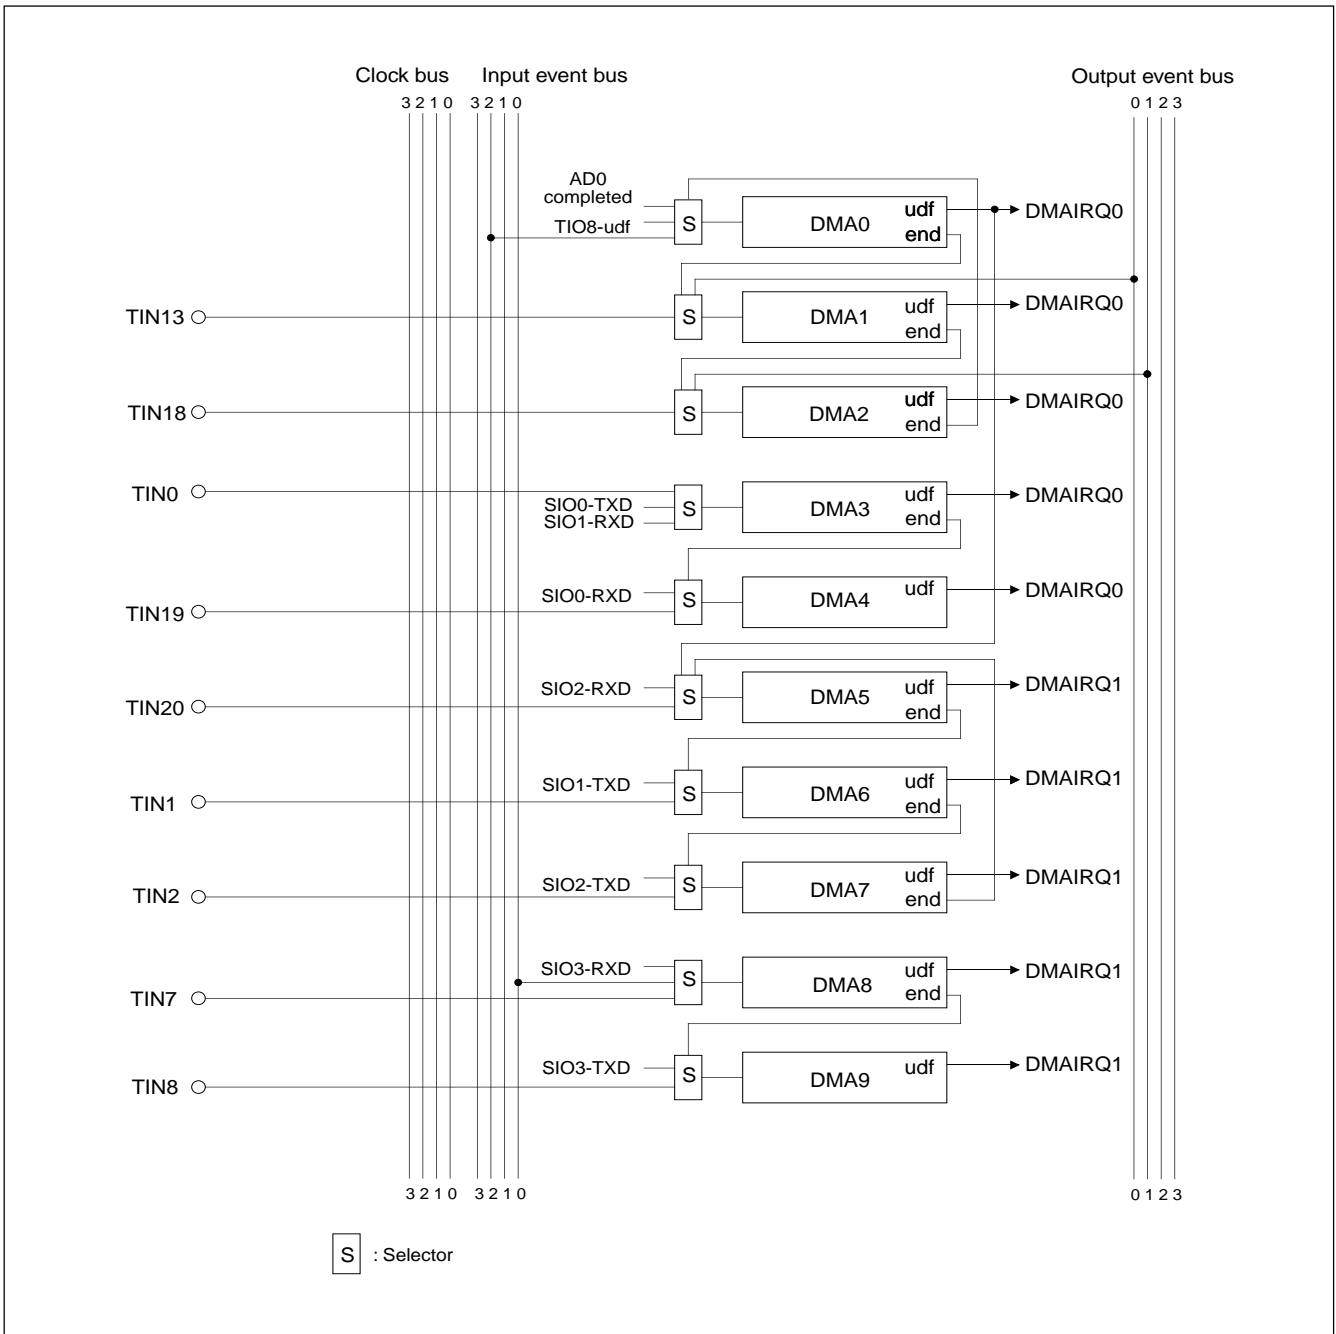 Clock bus Input event bus Output event bus
3 2 1 0 3 2 1 0 0 1 2 3
AD0
completed
TIO8-udf
S DMA0 udf
end
DMAIRQ0
TIN13 S DMA1 udf
end
DMAIRQ0
TIN18 S DMA2 udf
end
DMAIRQ0
TIN0 SIO0-TXD
SIO1-RXD
S DMA3 udf
end
DMAIRQ0
TIN19 SIO0-RXD S DMA4 udf DMAIRQ0
TIN20 SIO2-RXD S DMA5 udf
end
DMAIRQ1
TIN1 SIO1-TXD S DMA6 udf
end
DMAIRQ1
TIN2 SIO2-TXD S DMA7 udf
end
DMAIRQ1
TIN7 SIO3-RXD S DMA8 udf
end
DMAIRQ1
TIN8 SIO3-TXD S DMA9 udf DMAIRQ1
3 2 1 0 3 2 1 0 0 1 2 3
S : Selector